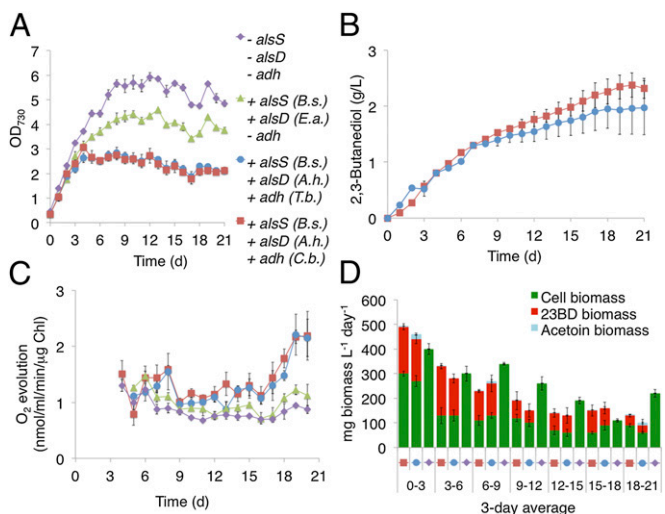 A
OD730
7
6
5
4
3
2
1
0
0 3 6 9 12 15 18 21
Time (d)
- alsS
- alsD
- adh
+ alsS (B.s.)
+ alsD (E.a.)
- adh
+ alsS (B.s.)
+ alsD (A.h.)
+ adh (T.b.)
+ alsS (B.s.)
+ alsD (A.h.)
+ adh (C.b.)
B
2,3-Butanediol (g/L)
3
2
1
0
0 3 6 9 12 15 18 21
Time (d)
C
O2 evolution
(nmol/ml/min/µg Chl)
3
2
1
0
0 3 6 9 12 15 18 21
Time (d)
D
Cell biomass
23BD biomass
Acetoin biomass
mg biomass L-1 day-1
600
500
400
300
200
100
0
0-3 3-6 6-9 9-12 12-15 15-18 18-21
3-day average